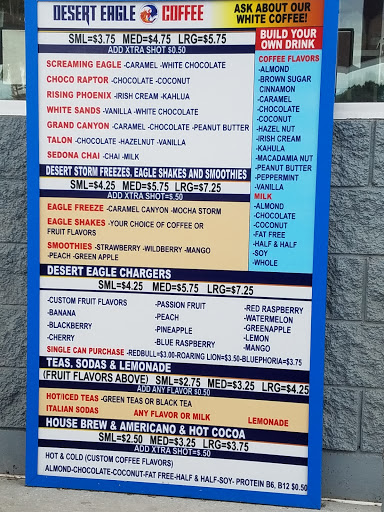 DESERT EAGLE COFFEE
ASK ABOUT OUR
WHITE COFFEE!
SML=$3.75 MED=$4.75 LRG=$5.75
ADD XTRA SHOT $0.50
SCREAMING EAGLE -CARAMEL -WHITE CHOCOLATE
CHOCO RAPTOR -CHOCOLATE -COCONUT
RISING PHOENIX -IRISH CREAM -KAHLUA
WHITE SANDS -VANILLA -WHITE CHOCOLATE
GRAND CANYON -CARAMEL -CHOCOLATE -PEANUT BUTTER
TALON -CHOCOLATE -HAZELNUT -VANILLA
SEDONA CHAI -CHAI -MILK
BUILD YOUR
OWN DRINK
COFFEE FLAVORS
-ALMOND
-BROWN SUGAR
CINNAMON
-CARAMEL
-CHOCOLATE
-COCONUT
-HAZEL NUT
-IRISH CREAM
-KAHULA
-MACADAMIA NUT
-PEANUT BUTTER
-PEPPERMINT
-VANILLA
MILK
-ALMOND
-CHOCOLATE
-COCONUT
-FAT FREE
-HALF & HALF
-SOY
-WHOLE
DESERT STORM FREEZES, EAGLE SHAKES AND SMOOTHIES
SML=$4.25 MED=$5.75 LRG=$7.25
ADD XTRA SHOT=$.50
EAGLE FREEZE -CARAMEL CANYON -MOCHA STORM
EAGLE SHAKES -YOUR CHOICE OF COFFEE OR
FRUIT FLAVORS
SMOOTHIES -STRAWBERRY -WILDBERRY -MANGO
-PEACH -GREEN APPLE
DESERT EAGLE CHARGERS
SML=$4.25 MED=$5.75 LRG=$7.25
-CUSTOM FRUIT FLAVORS
-BANANA
-BLACKBERRY
-CHERRY
-PASSION FRUIT
-PEACH
-PINEAPPLE
-BLUE RASPBERRY
-RED RASPBERRY
-WATERMELON
-GREENAPPLE
-LEMON
-MANGO
SINGLE CAN PURCHASE -REDBULL=$3.00-ROARING LION=$3.50-BLUEPHORIA=$3.75
TEAS, SODAS & LEMONADE
(FRUIT FLAVORS ABOVE) SML=$2.75 MED=$3.25 LRG=$4.25
ADD ANY FLAVOR $0.50
HOT/ICED TEAS -GREEN TEAS OR BLACK TEA
ITALIAN SODAS ANY FLAVOR OR MILK LEMONADE
HOUSE BREW & AMERICANO & HOT COCOA
SML=$2.50 MED=$3.25 LRG=$3.75
ADD XTRA SHOT=$.50
HOT & COLD (CUSTOM COFFEE FLAVORS)
ALMOND-CHOCOLATE-COCONUT-FAT FREE-HALF & HALF-SOY- PROTEIN B6, B12 $0.50